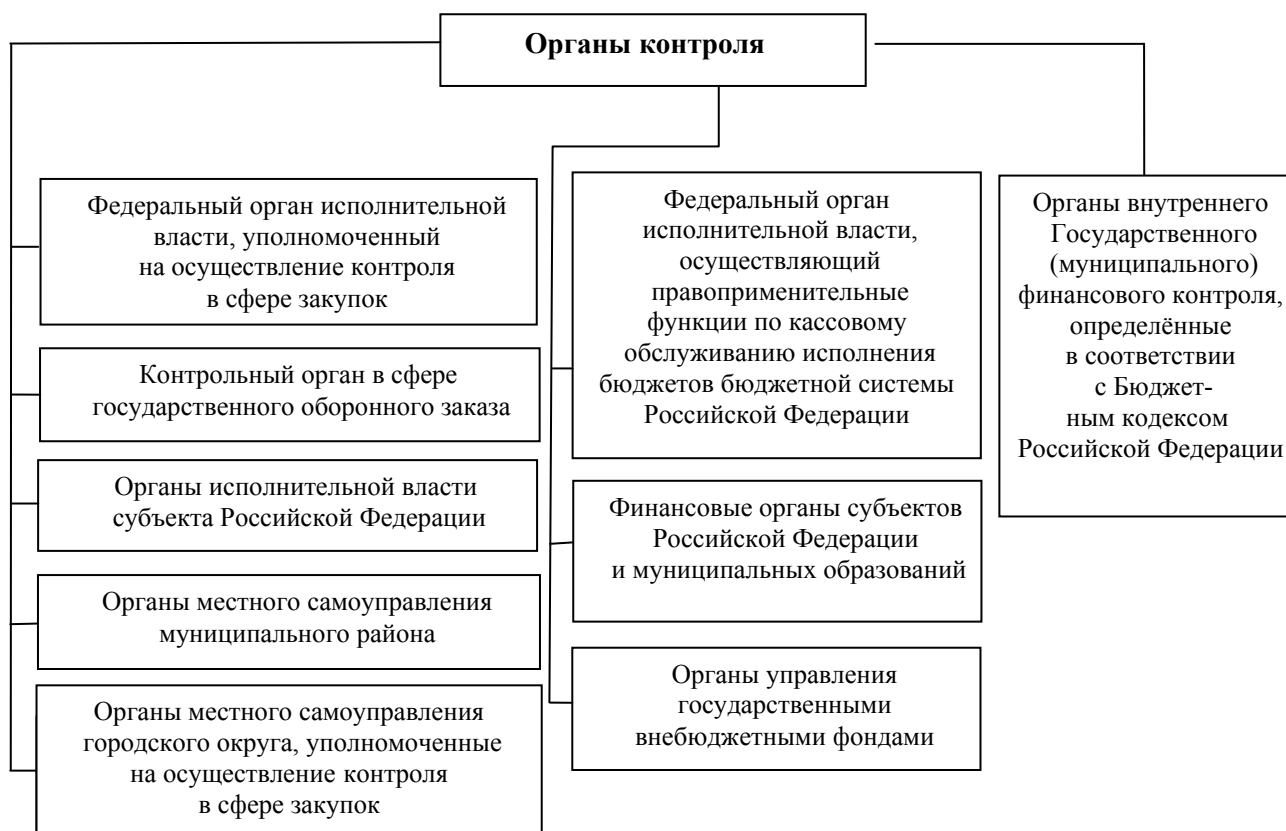 Органы контроля
Федеральный орган исполнительной
власти, уполномоченный
на осуществление контроля
в сфере закупок
Контрольный орган в сфере
государственного оборонного заказа
Органы исполнительной власти
субъекта Российской Федерации
Органы местного самоуправления
муниципального района
Органы местного самоуправления
городского округа, уполномоченные
на осуществление контроля
в сфере закупок
Федеральный орган
исполнительной власти,
осуществляющий
правоприменительные
функции по кассовому
обслуживанию исполнения
бюджетов бюджетной системы
Российской Федерации
Финансовые органы субъектов
Российской Федерации
и муниципальных образований
Органы управления
государственными
внебюджетными фондами
Органы внутреннего
Государственного
(муниципального)
финансового контроля,
определённые
в соответствии
с Бюджет-
ным кодексом
Российской Федерации